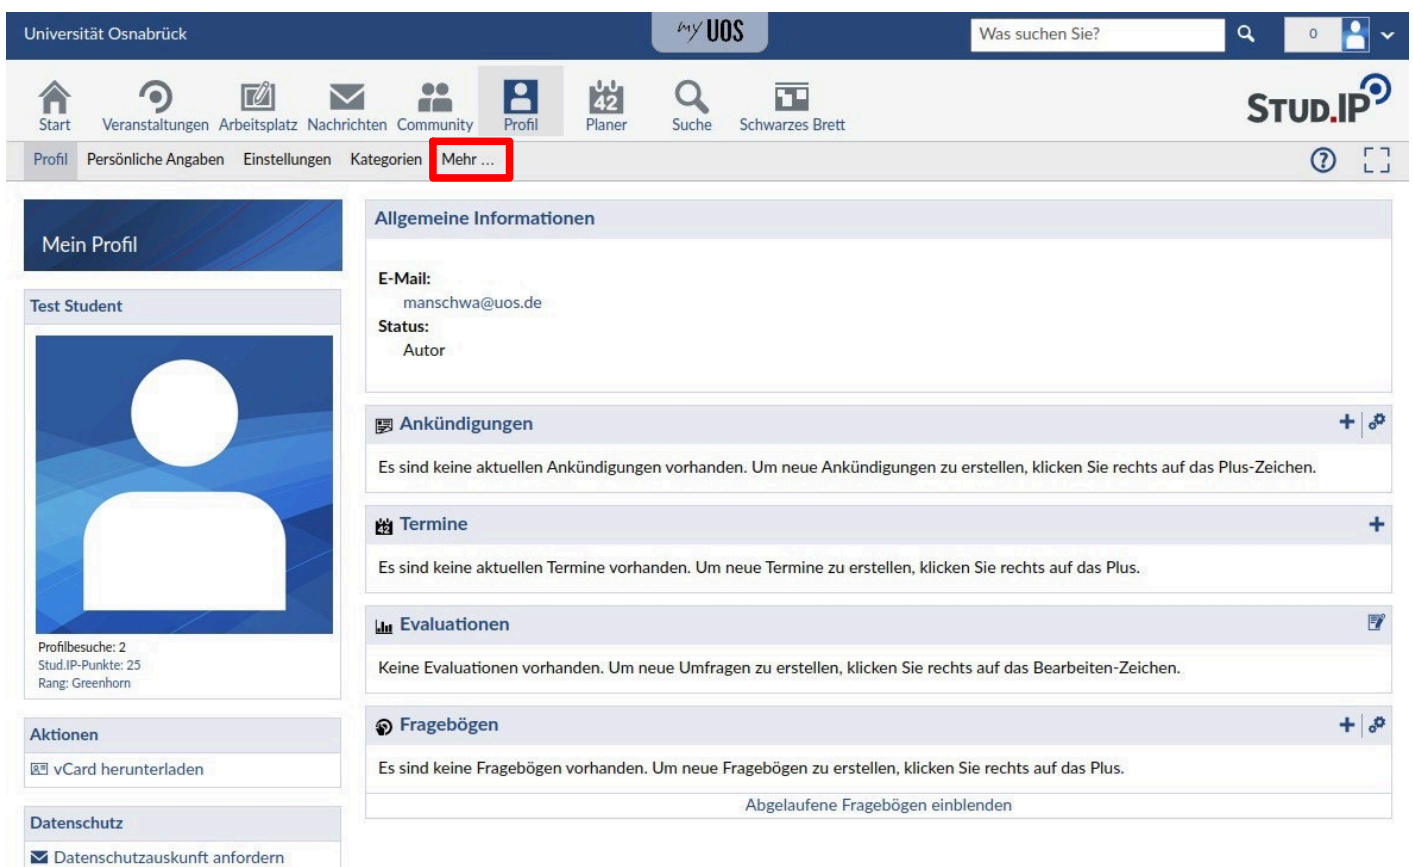 Universität Osnabrück
myUOS
Was suchen Sie?
0
Start
Veranstaltungen
Arbeitsplatz
Nachrichten
Community
Profil
42
Planer
Suche
Schwarzes Brett
STUD.IP
Profil
Persönliche Angaben
Einstellungen
Kategorien
Mehr ...
Mein Profil
Test Student
Profilbesuche: 2
Stud.IP-Punkte: 25
Rang: Greenhorn
Aktionen
vCard herunterladen
Datenschutz
Datenschutzauskunft anfordern
Allgemeine Informationen
E-Mail:
manschwa@uos.de
Status:
Autor
Ankündigungen
Es sind keine aktuellen Ankündigungen vorhanden. Um neue Ankündigungen zu erstellen, klicken Sie rechts auf das Plus-Zeichen.
42 Termine
Es sind keine aktuellen Termine vorhanden. Um neue Termine zu erstellen, klicken Sie rechts auf das Plus.
Evaluationen
Keine Evaluationen vorhanden. Um neue Umfragen zu erstellen, klicken Sie rechts auf das Bearbeiten-Zeichen.
Fragebögen
Es sind keine Fragebögen vorhanden. Um neue Fragebögen zu erstellen, klicken Sie rechts auf das Plus.
Abgelaufene Fragebögen einblenden